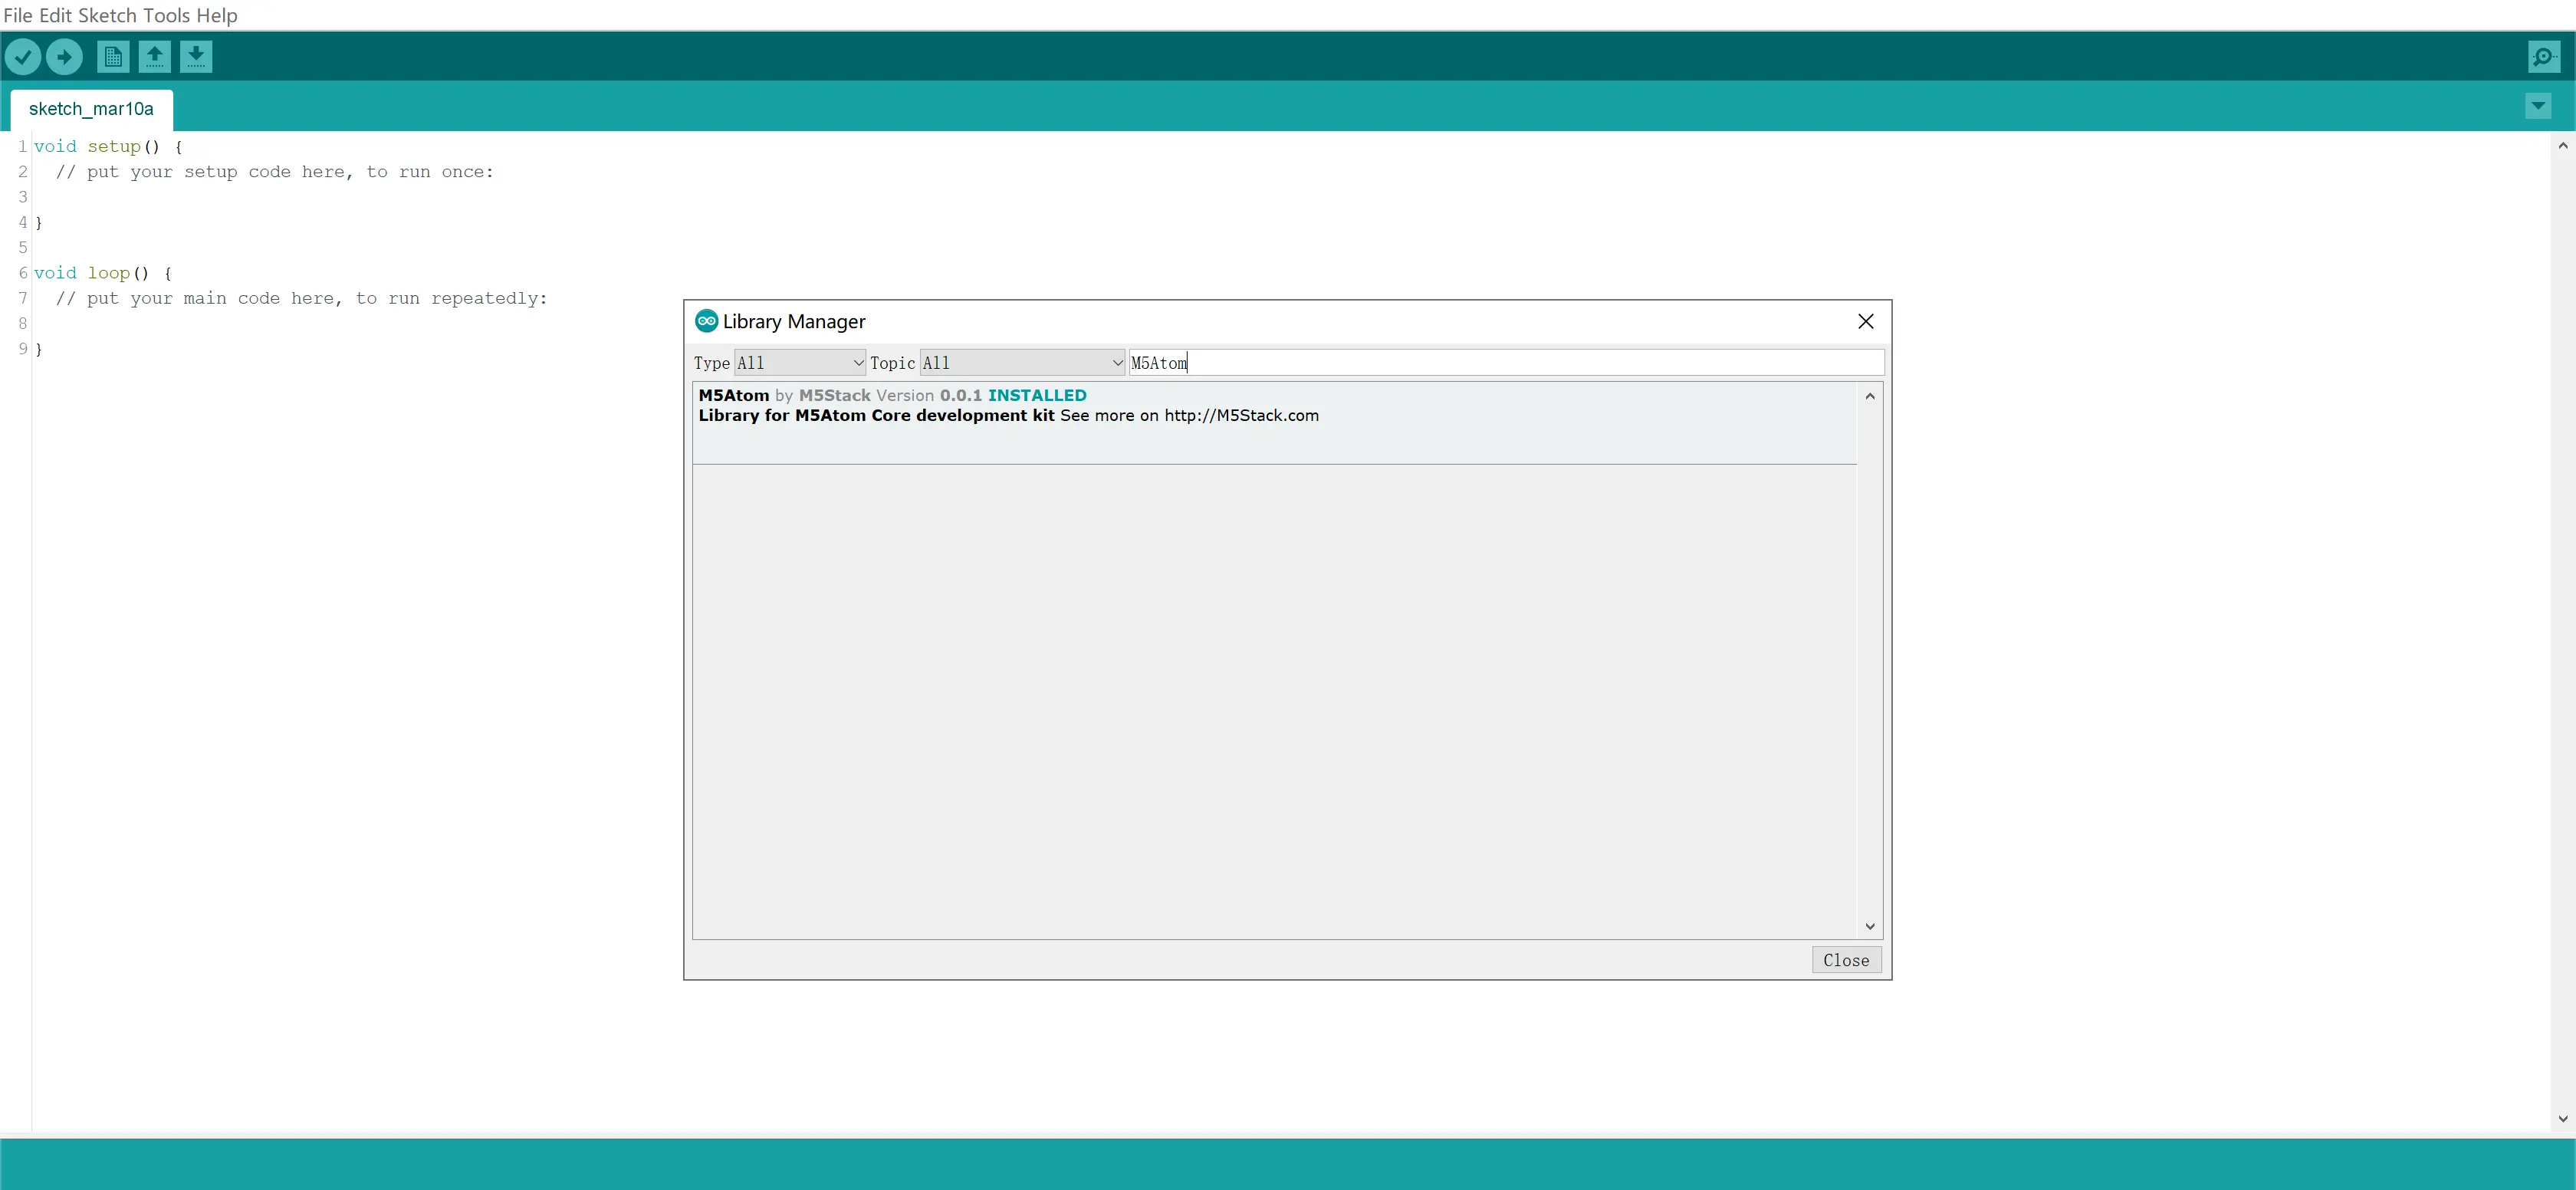 File Edit Sketch Tools Help
sketch_mar10a
1 void setup() {
2   // put your setup code here, to run once:
3
4 }
5
6 void loop() {
7   // put your main code here, to run repeatedly:
8
9 }
Library Manager
Type All Topic All M5Atom
M5Atom by M5Stack Version 0.0.1 INSTALLED
Library for M5Atom Core development kit See more on http://M5Stack.com
Close